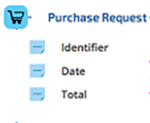 Purchase Request
Identifier
Date
Total